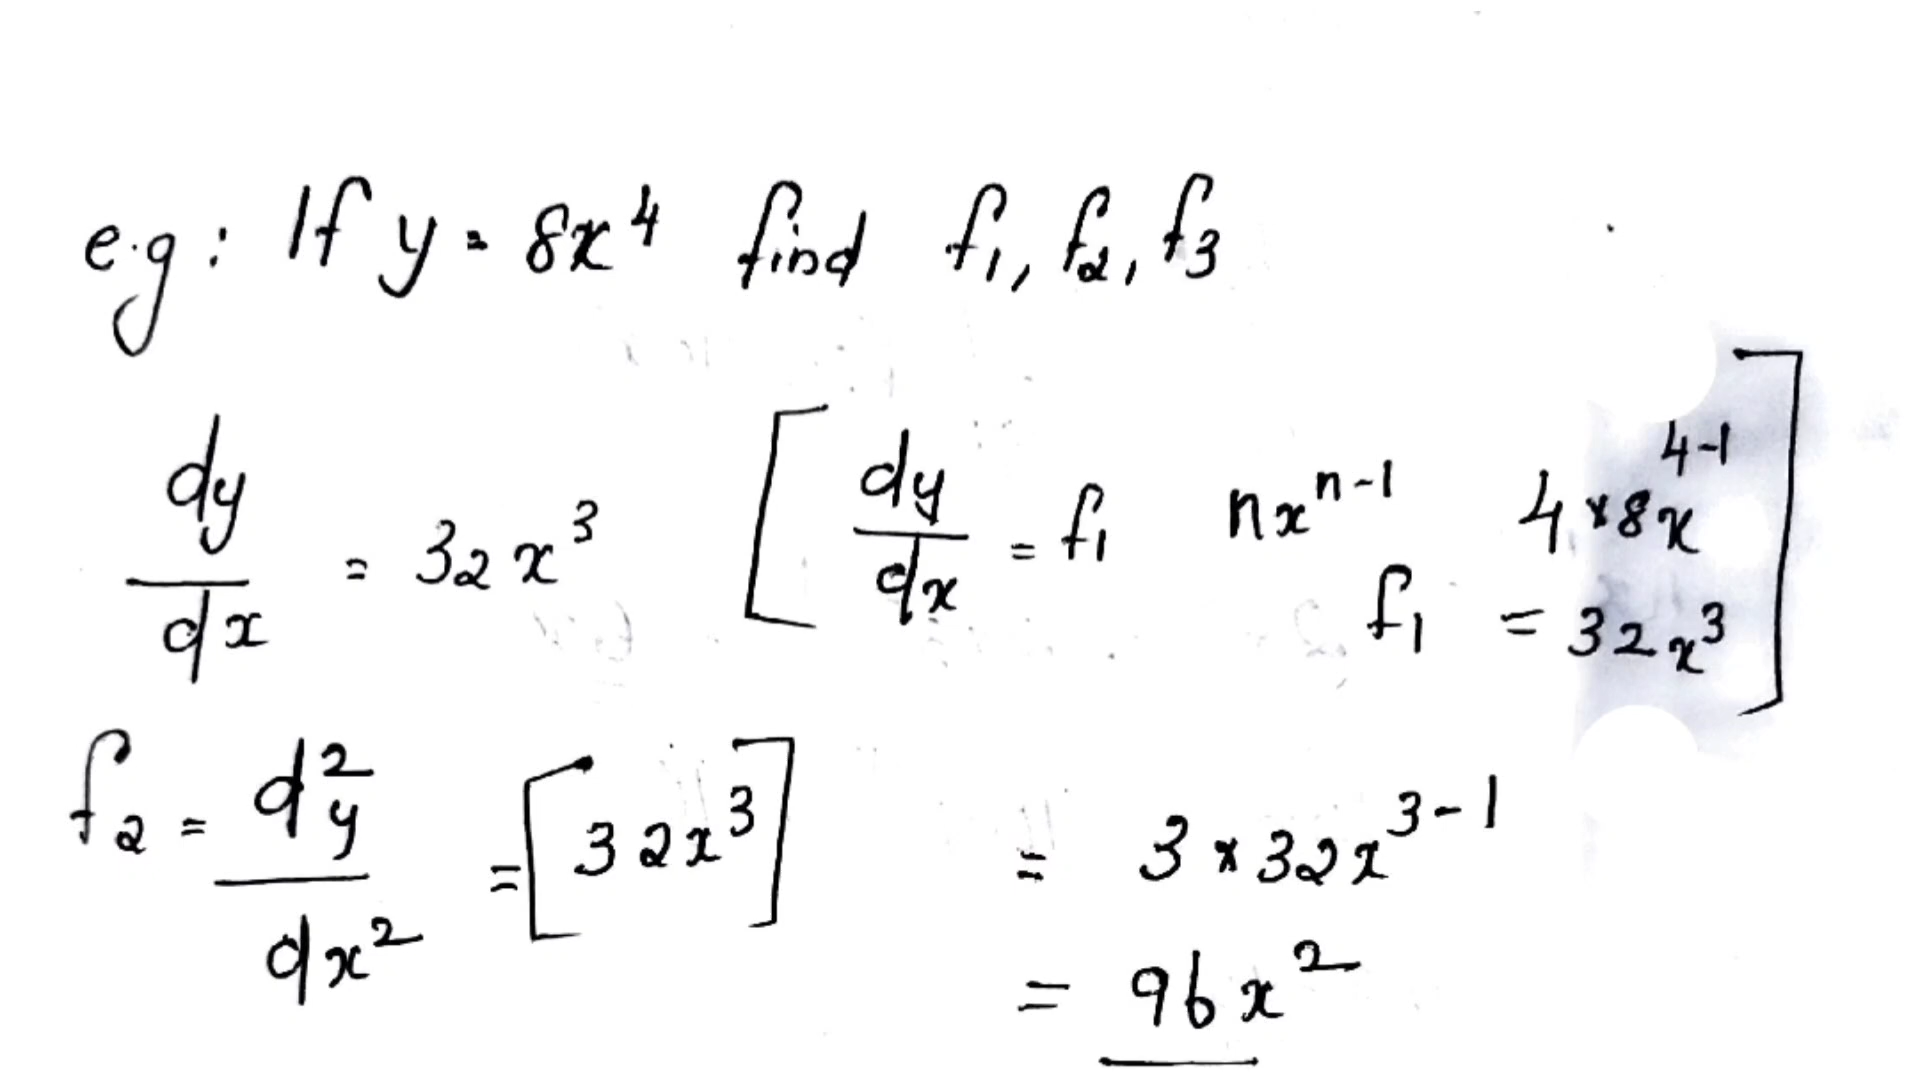 e.g: If y = 8x⁴ find f₁, f₂, f₃
dy/dx = 32x³ [dy/dx = f₁ nxⁿ⁻¹ 4*8x⁴⁻¹
f₁ = 32x³]
f₂ = d²y/dx² = [32x³] = 3*32x³⁻¹
= 96x²